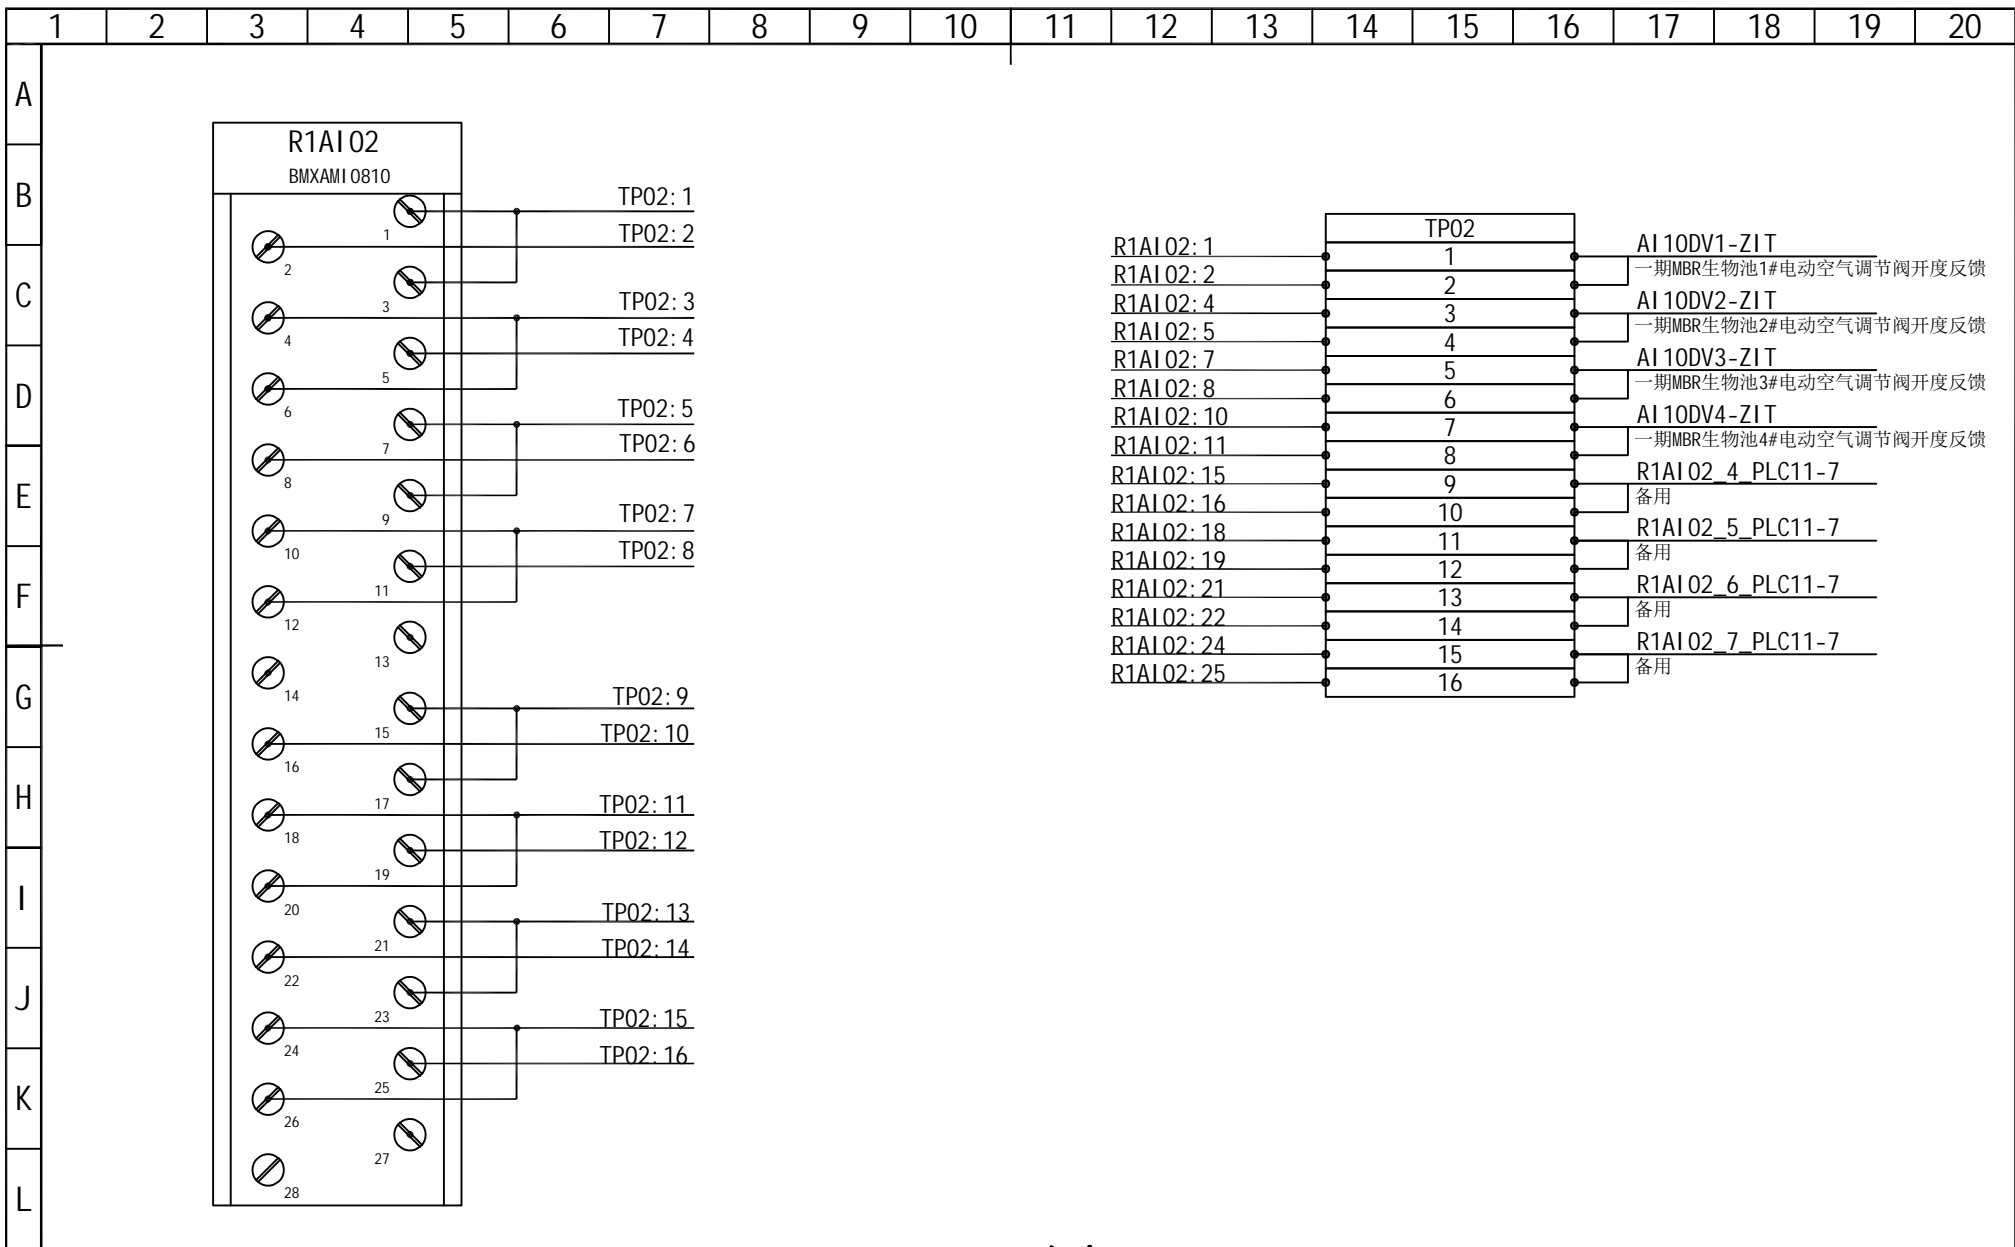 1 2 3 4 5 6 7 8 9 10 11 12 13 14 15 16 17 18 19 20
A
B
C
D
E
F
G
H
I
J
K
L
R1AI02
BMXAMI0810
1
2
3
4
5
6
7
8
9
10
11
12
13
14
15
16
17
18
19
20
21
22
23
24
25
26
27
28
TP02:1
TP02:2
TP02:3
TP02:4
TP02:5
TP02:6
TP02:7
TP02:8
TP02:9
TP02:10
TP02:11
TP02:12
TP02:13
TP02:14
TP02:15
TP02:16
R1AI02:1
R1AI02:2
R1AI02:4
R1AI02:5
R1AI02:7
R1AI02:8
R1AI02:10
R1AI02:11
R1AI02:15
R1AI02:16
R1AI02:18
R1AI02:19
R1AI02:21
R1AI02:22
R1AI02:24
R1AI02:25
TP02
1
2
3
4
5
6
7
8
9
10
11
12
13
14
15
16
AI10DV1-ZIT
一期MBR生物池1#电动空气调节阀开度反馈
AI10DV2-ZIT
一期MBR生物池2#电动空气调节阀开度反馈
AI10DV3-ZIT
一期MBR生物池3#电动空气调节阀开度反馈
AI10DV4-ZIT
一期MBR生物池4#电动空气调节阀开度反馈
R1AI02_4_PLC11-7
备用
R1AI02_5_PLC11-7
备用
R1AI02_6_PLC11-7
备用
R1AI02_7_PLC11-7
备用